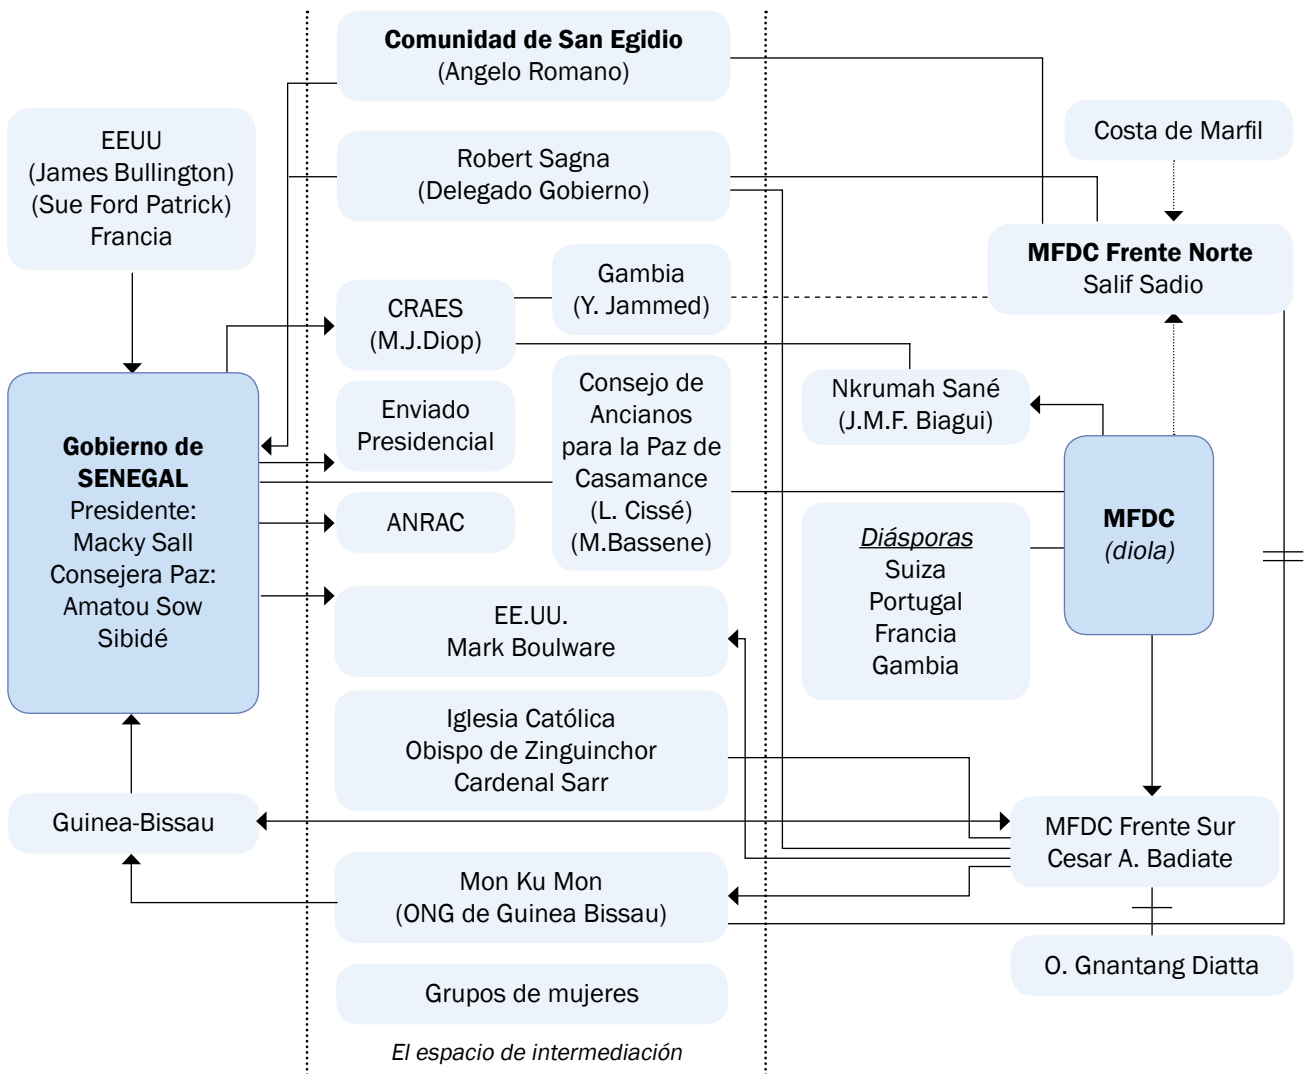 Comunidad de San Egidio
(Angelo Romano)
EEUU
(James Bullington)
(Sue Ford Patrick)
Francia
Robert Sagna
(Delegado Gobierno)
Costa de Marfil
MFDC Frente Norte
Salif Sadio
Gambia
(Y. Jammed)
CRAES
(M.J.Diop)
Enviado
Presidencial
Consejo de
Ancianos
para la Paz de
Casamance
(L. Cissé)
(M.Bassene)
Nkrumah Sané
(J.M.F. Biagui)
Gobierno de
SENEGAL
Presidente:
Macky Sall
Consejera Paz:
Amatou Sow
Sibidé
ANRAC
MFDC
(diola)
Diásporas
Suiza
Portugal
Francia
Gambia
EE.UU.
Mark Boulware
Iglesia Católica
Obispo de Zinguinchor
Cardenal Sarr
Guinea-Bissau
MFDC Frente Sur
Cesar A. Badiate
Mon Ku Mon
(ONG de Guinea Bissau)
O. Gnantang Diatta
Grupos de mujeres
El espacio de intermediación